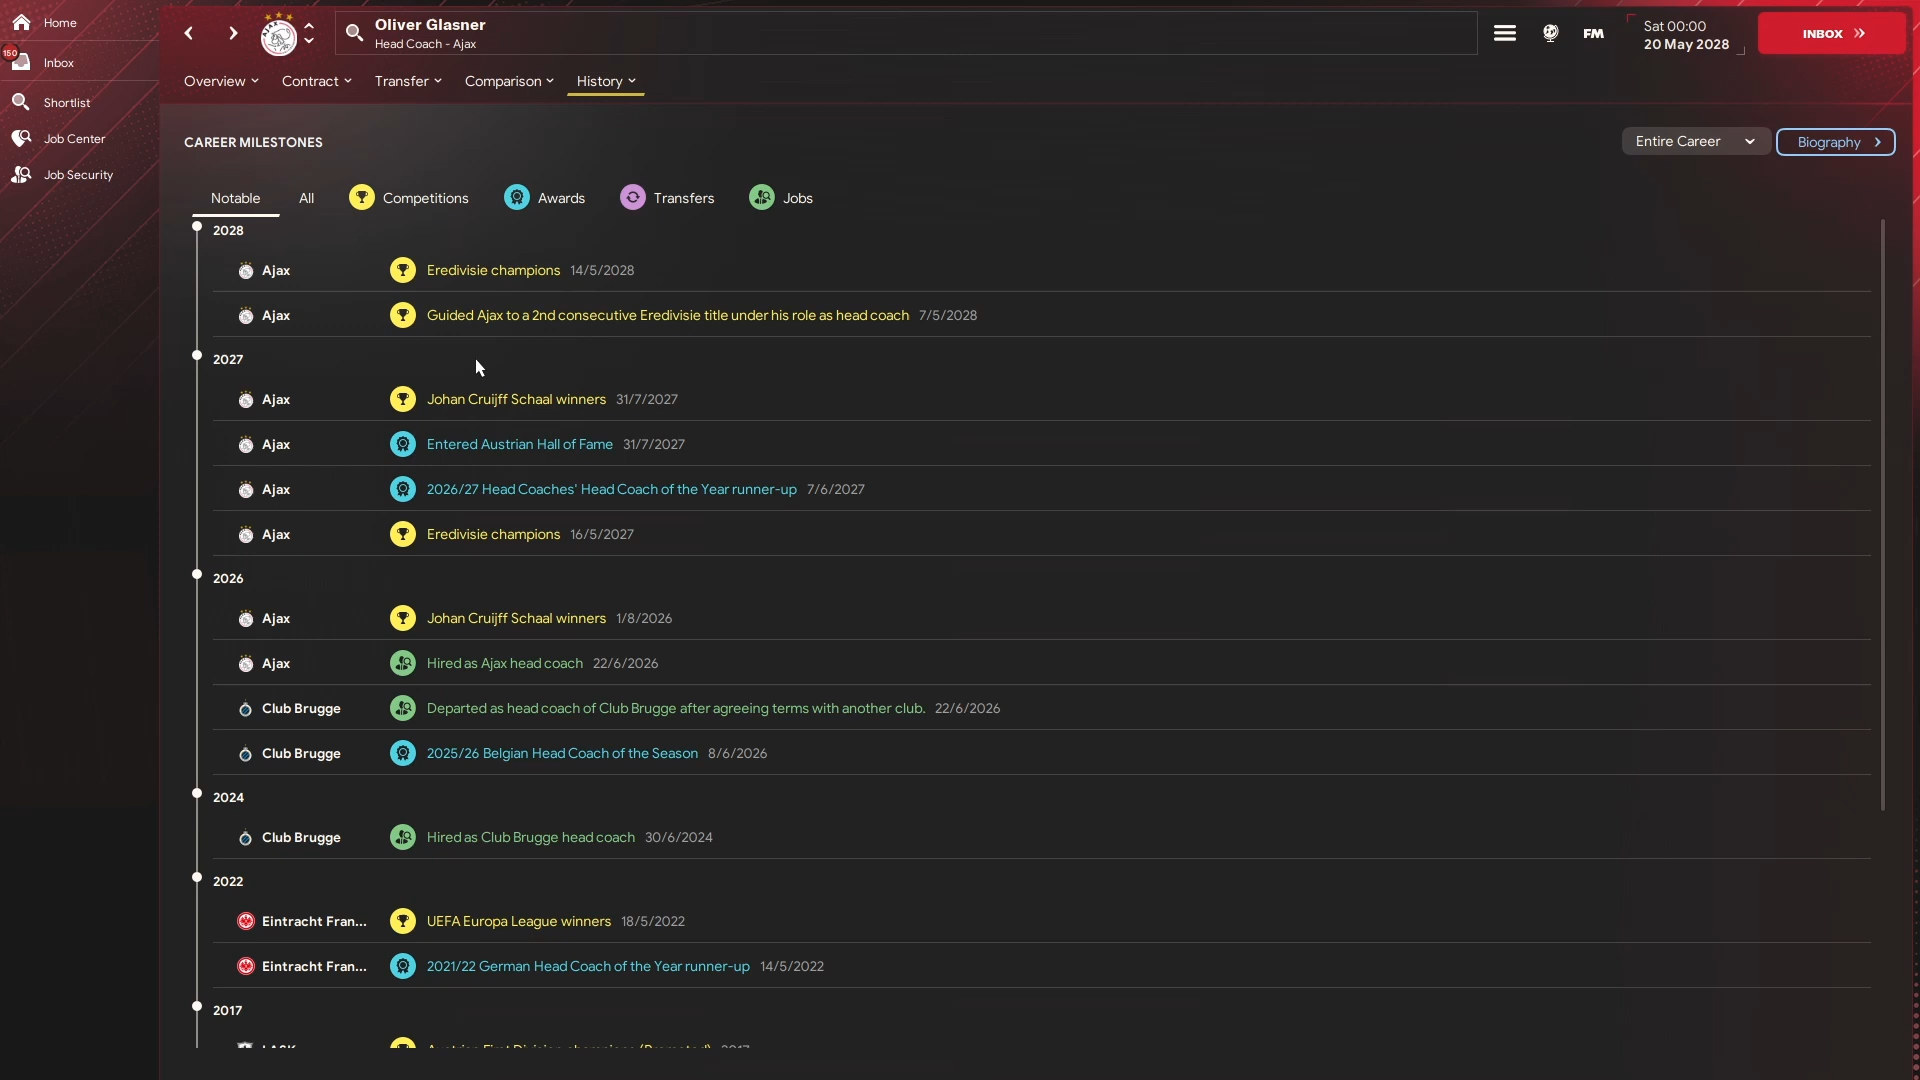 Home
150
Inbox
Shortlist
Job Center
Job Security
Oliver Glasner
Head Coach - Ajax
FM
Sat 00:00
20 May 2028
INBOX
Overview
Contract
Transfer
Comparison
History
CAREER MILESTONES
Entire Career
Biography
Notable
All
Competitions
Awards
Transfers
Jobs
2028
Ajax Eredivisie champions 14/5/2028
Ajax Guided Ajax to a 2nd consecutive Eredivisie title under his role as head coach 7/5/2028
2027
Ajax Johan Cruijff Schaal winners 31/7/2027
Ajax Entered Austrian Hall of Fame 31/7/2027
Ajax 2026/27 Head Coaches' Head Coach of the Year runner-up 7/6/2027
Ajax Eredivisie champions 16/5/2027
2026
Ajax Johan Cruijff Schaal winners 1/8/2026
Ajax Hired as Ajax head coach 22/6/2026
Club Brugge Departed as head coach of Club Brugge after agreeing terms with another club. 22/6/2026
Club Brugge 2025/26 Belgian Head Coach of the Season 8/6/2026
2024
Club Brugge Hired as Club Brugge head coach 30/6/2024
2022
Eintracht Fran... UEFA Europa League winners 18/5/2022
Eintracht Fran... 2021/22 German Head Coach of the Year runner-up 14/5/2022
2017
LASK Austrian First Division champions (Promoted) 2017